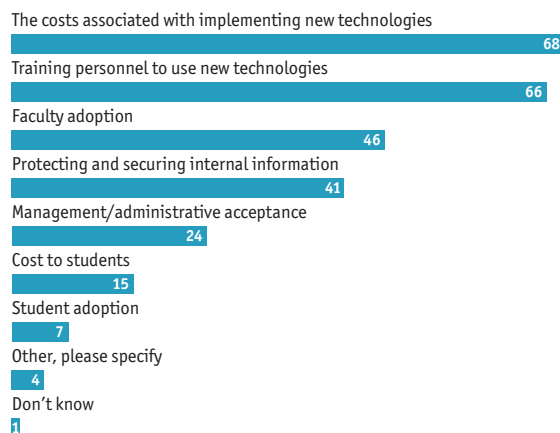 The costs associated with implementing new technologies
68
Training personnel to use new technologies
66
Faculty adoption
46
Protecting and securing internal information
41
Management/administrative acceptance
24
Cost to students
15
Student adoption
7
Other, please specify
4
Don’t know
1